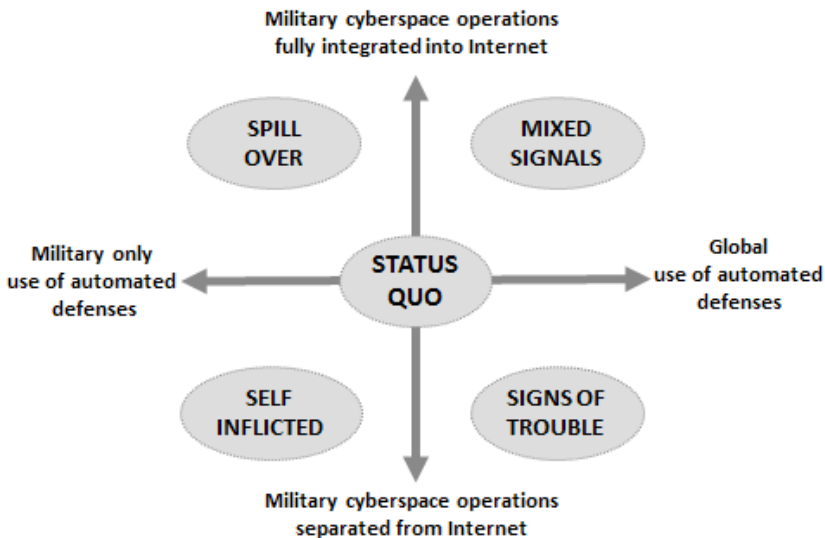 Military cyberspace operations
fully integrated into Internet
SPILL
OVER
MIXED
SIGNALS
Military only
use of automated
defenses
STATUS
QUO
Global
use of automated
defenses
SELF
INFLICTED
SIGNS OF
TROUBLE
Military cyberspace operations
separated from Internet